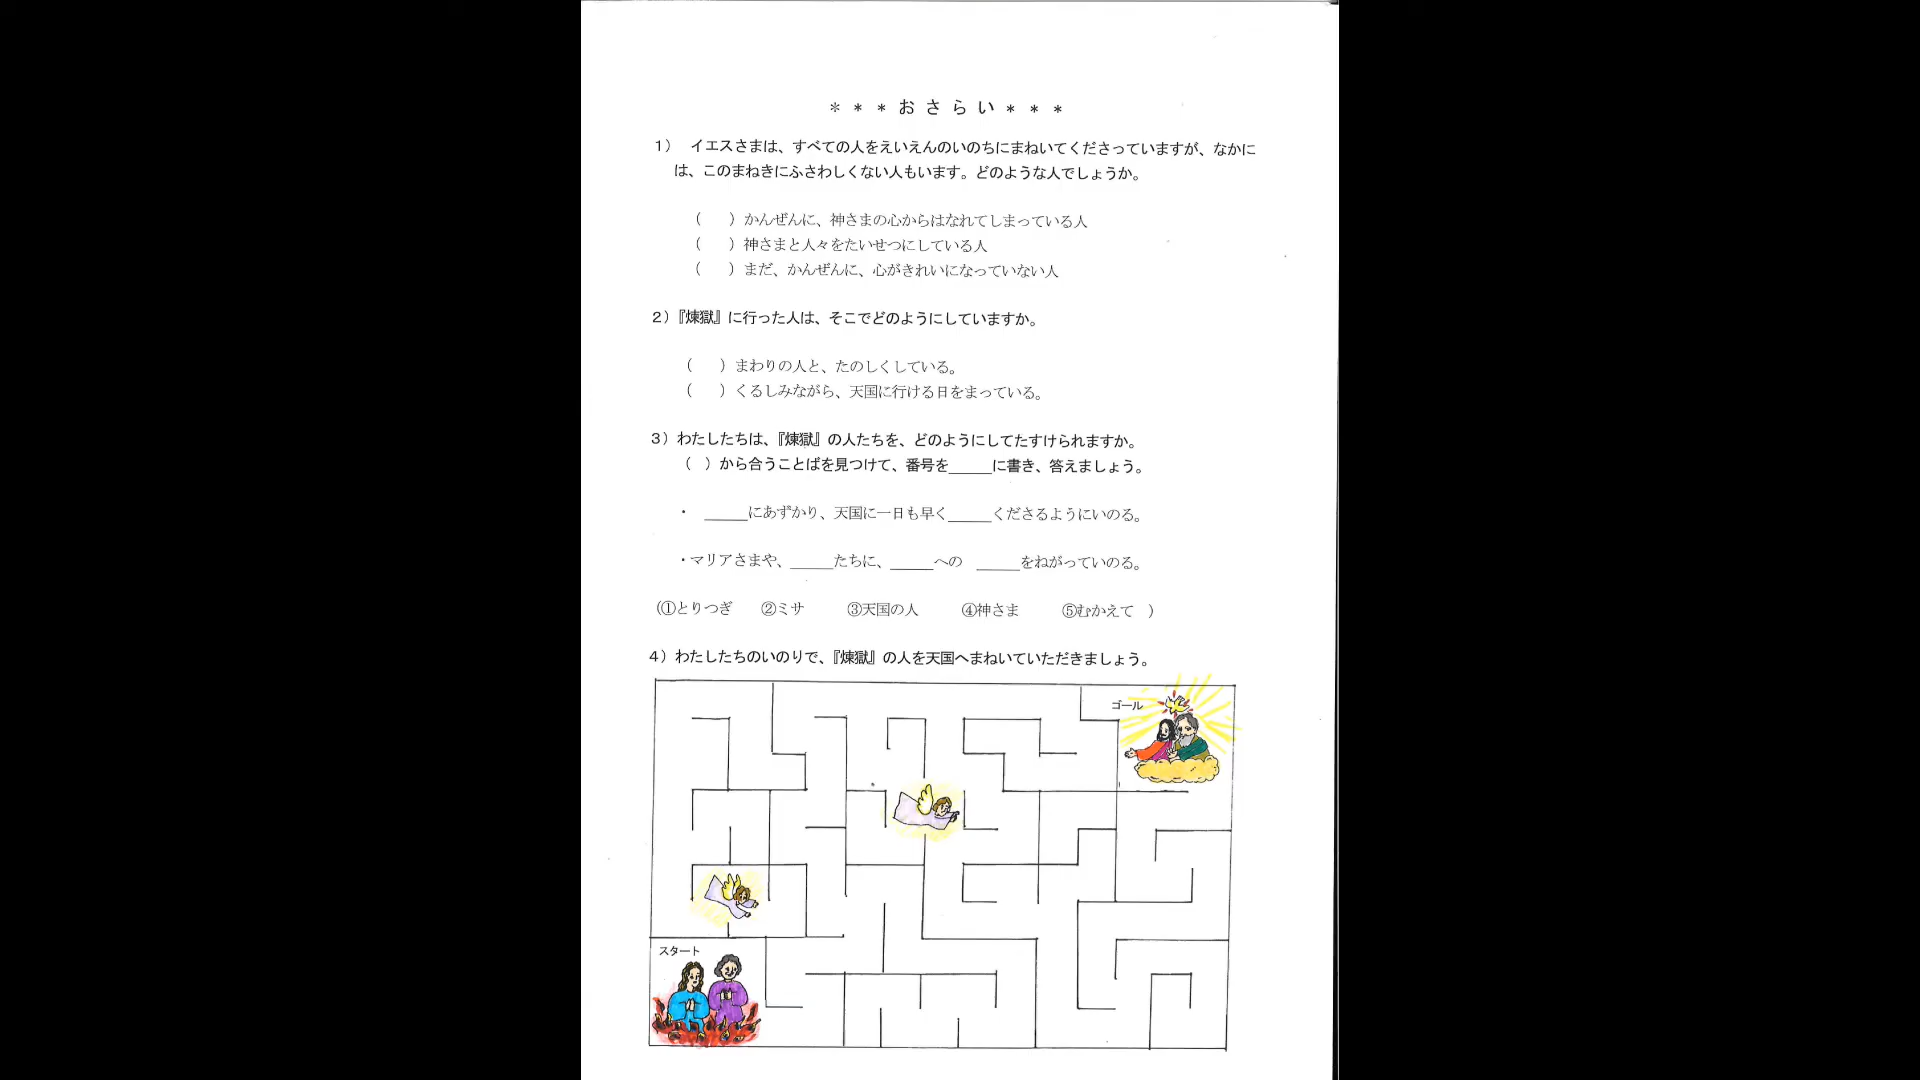 ＊＊＊おさらい＊＊＊
１）　イエスさまは、すべての人をえいえんのいのちにまねいてくださっていますが、なかに
は、このまねきにふさわしくない人もいます。どのような人でしょうか。
（　　）かんぜんに、神さまの心からはなれてしまっている人
（　　）神さまと人々をたいせつにしている人
（　　）まだ、かんぜんに、心がきれいになっていない人
２）『煉獄』に行った人は、そこでどのようにしていますか。
（　　）まわりの人と、たのしくしている。
（　　）くるしみながら、天国に行ける日をまっている。
３）わたしたちは、『煉獄』の人たちを、どのようにしてたすけられますか。
（　）から合うことばを見つけて、番号を＿＿＿に書き、答えましょう。
・　＿＿＿にあずかり、天国に一日も早く＿＿＿くださるようにいのる。
・マリアさまや、＿＿＿たちに、＿＿＿への　＿＿＿をねがっていのる。
（①とりつぎ　　②ミサ　　　③天国の人　　　④神さま　　　⑤むかえて　）
４）わたしたちのいのりで、『煉獄』の人を天国へまねいていただきましょう。
ゴール
スタート